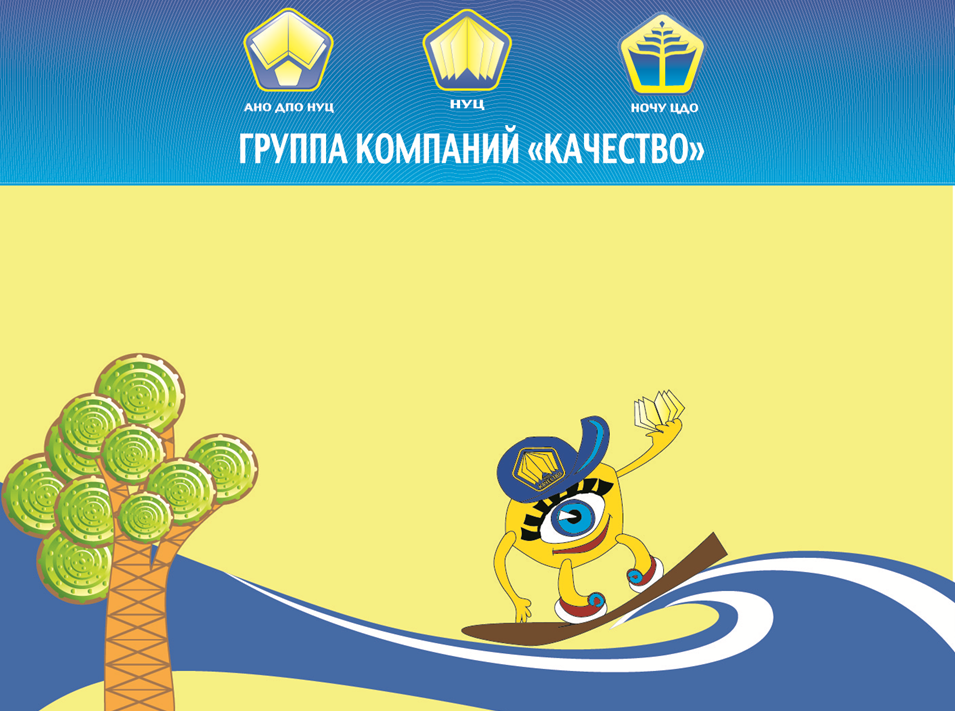 АНО ДПО НУЦ
НУЦ
НОЧУ ЦДО
ГРУППА КОМПАНИЙ «КАЧЕСТВО»